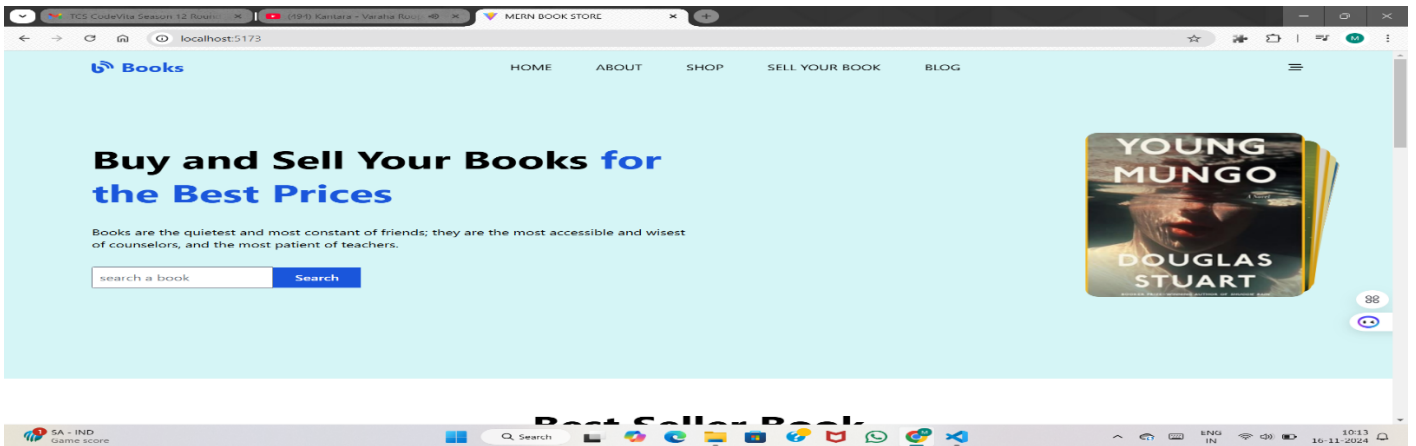 TCS CodeVita Season 12 Round
(494) Kantara - Varaha Roop
MERN BOOK STORE
localhost:5173
M
Books
HOME ABOUT SHOP SELL YOUR BOOK BLOG
Buy and Sell Your Books for
the Best Prices
Books are the quietest and most constant of friends; they are the most accessible and wisest
of counselors, and the most patient of teachers.
search a book Search
YOUNG
MUNGO
DOUGLAS
STUART
Best Seller Book
1
SA - IND
Game score
Search
ENG
IN
10:13
16-11-2024